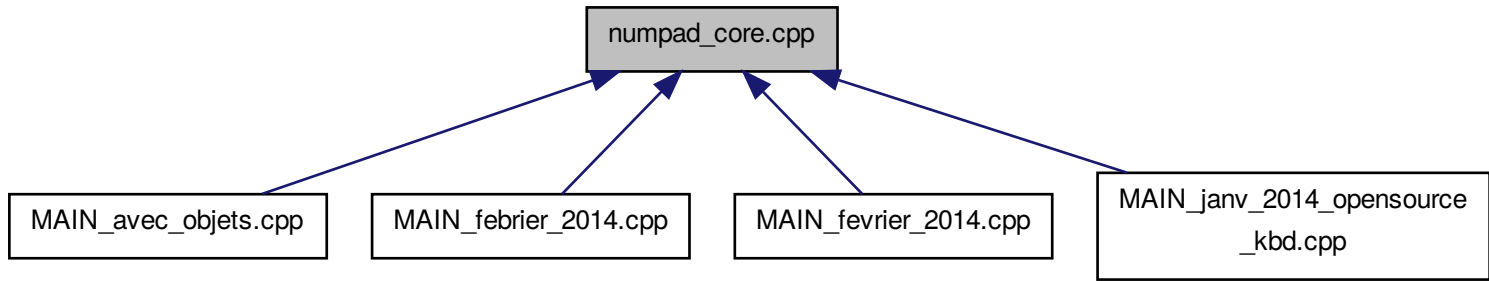 numpad_core.cpp
MAIN_avec_objets.cpp
MAIN_febrier_2014.cpp
MAIN_fevrier_2014.cpp
MAIN_janv_2014_opensource
_kbd.cpp